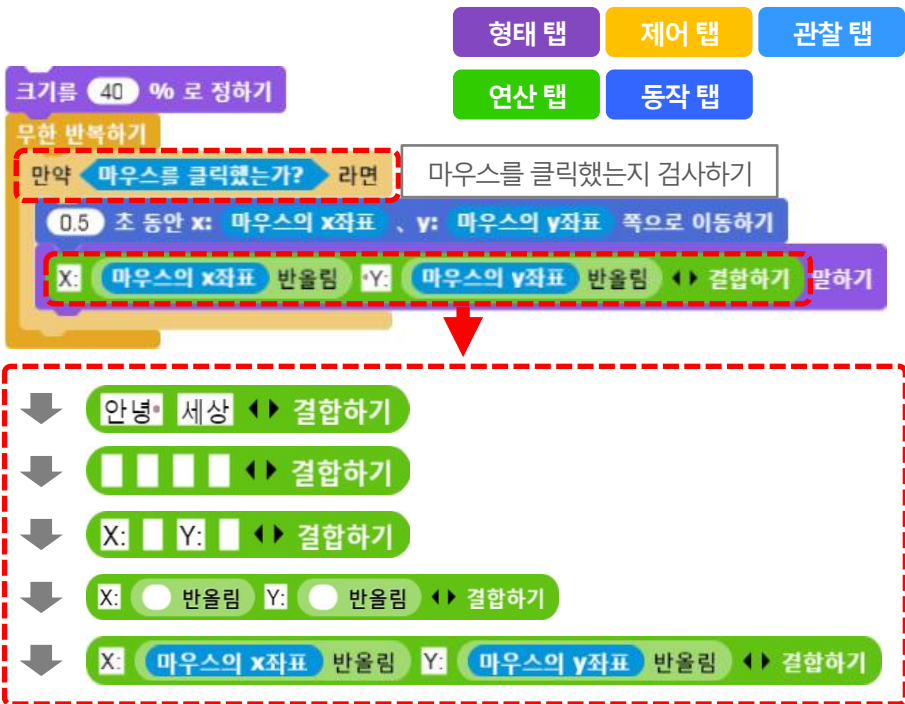 형태 탭 제어 탭 관찰 탭
연산 탭 동작 탭
크기를 40 % 로 정하기
무한 반복하기
만약 마우스를 클릭했는가? 라면 마우스를 클릭했는지 검사하기
0.5 초 동안 x: 마우스의 x좌표 、y: 마우스의 y좌표 쪽으로 이동하기
X: 마우스의 x좌표 반올림 •Y: 마우스의 y좌표 반올림 결합하기 말하기
안녕• 세상 결합하기
결합하기
X: Y: 결합하기
X: 반올림 Y: 반올림 결합하기
X: 마우스의 x좌표 반올림 Y: 마우스의 y좌표 반올림 결합하기